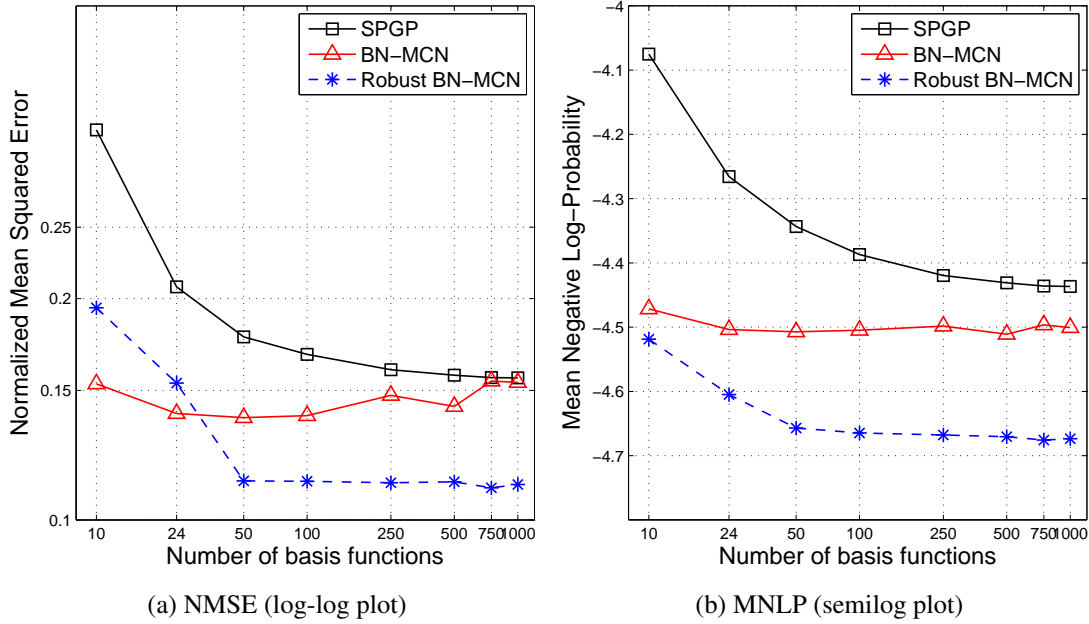 SPGP
BN−MCN
Robust BN−MCN
Normalized Mean Squared Error
0.25
0.2
0.15
0.1
10 24 50 100 250 500 750 1000
Number of basis functions
(a) NMSE (log-log plot)
SPGP
BN−MCN
Robust BN−MCN
Mean Negative Log−Probability
−4
−4.1
−4.2
−4.3
−4.4
−4.5
−4.6
−4.7
10 24 50 100 250 500 750 1000
Number of basis functions
(b) MNLP (semilog plot)